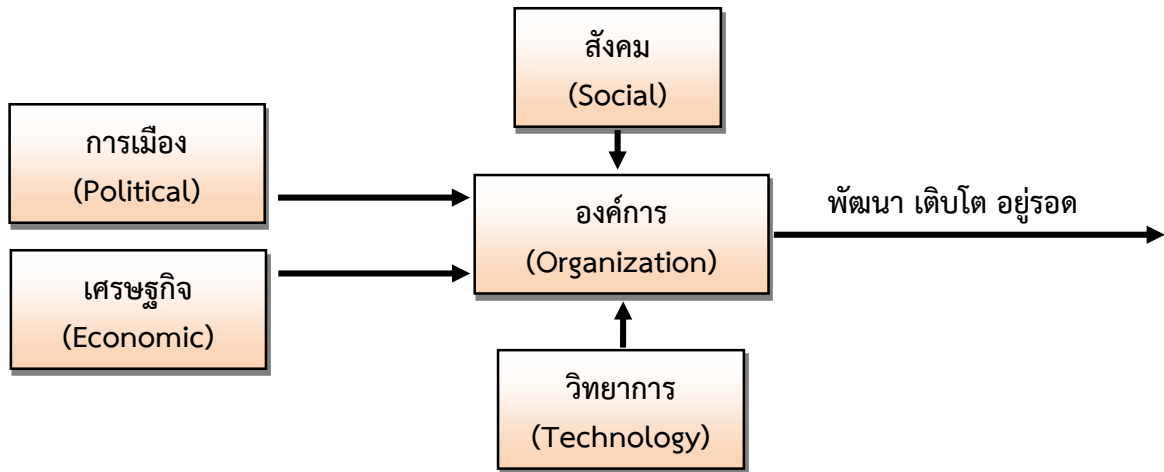 สังคม
(Social)
การเมือง
(Political)
องค์การ
(Organization)
พัฒนา เติบโต อยู่รอด
เศรษฐกิจ
(Economic)
วิทยาการ
(Technology)